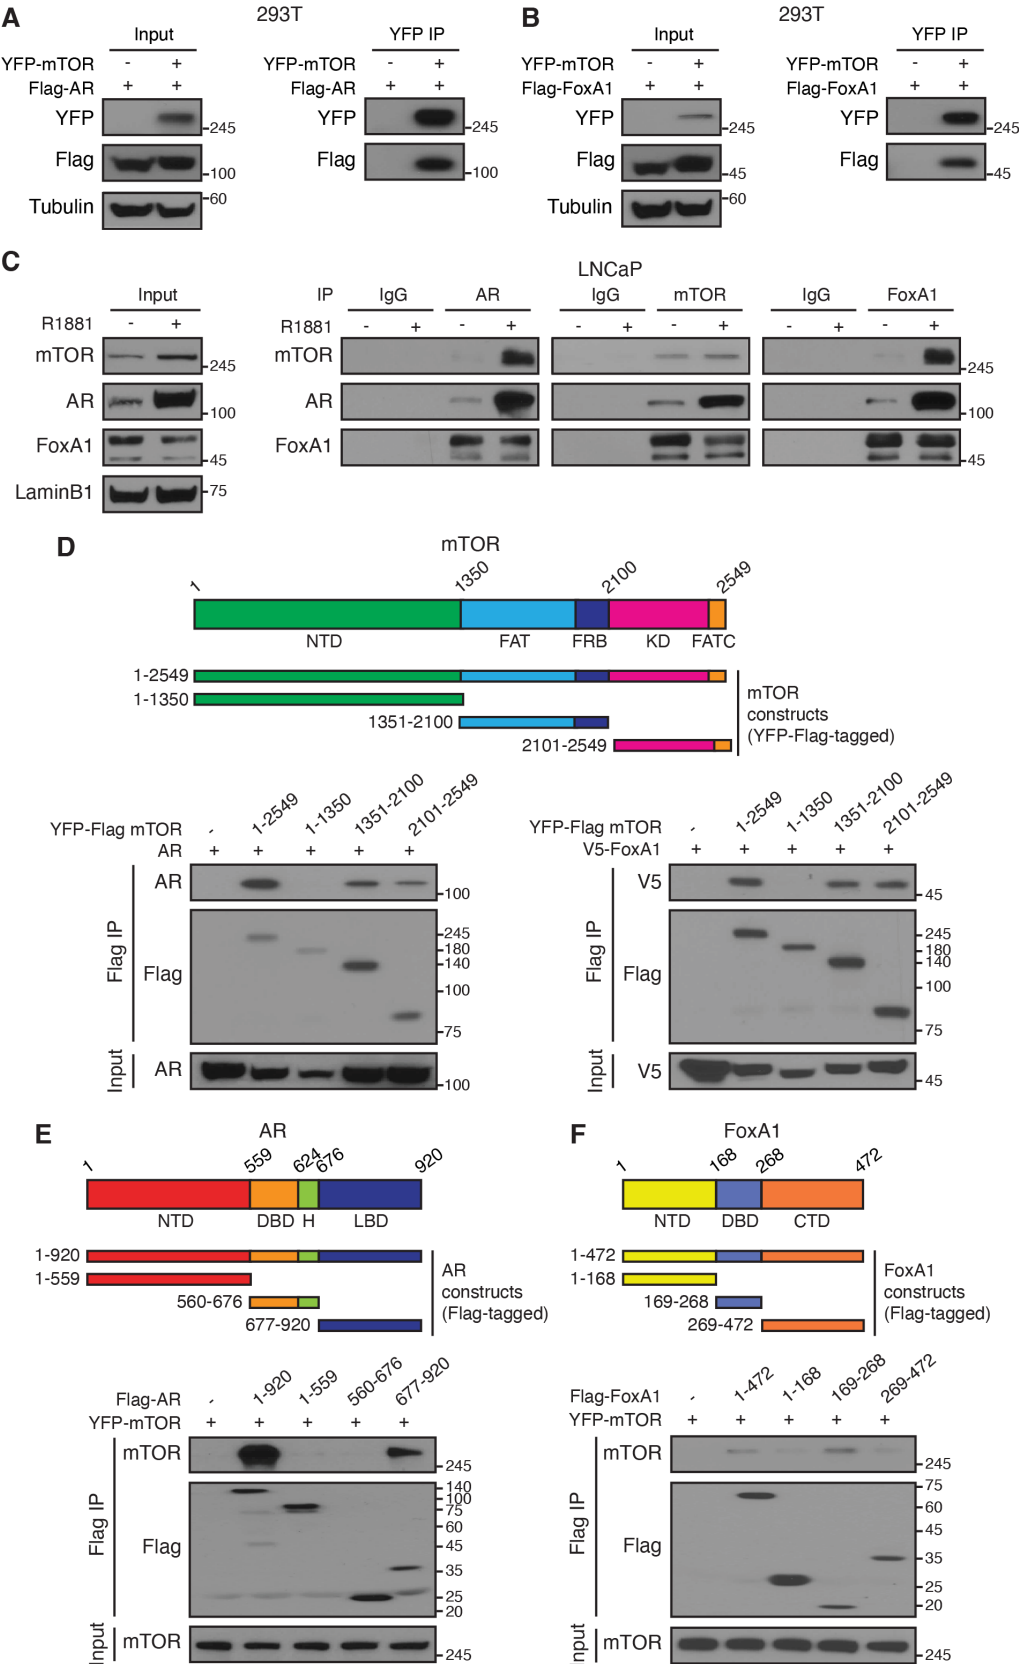 A 293T
Input YFP IP
YFP-mTOR - + YFP-mTOR - +
Flag-AR + + Flag-AR + +
YFP 245 YFP 245
Flag 100 Flag 100
Tubulin 60
B 293T
Input YFP IP
YFP-mTOR - + YFP-mTOR - +
Flag-FoxA1 + + Flag-FoxA1 + +
YFP 245 YFP 245
Flag 45 Flag 45
Tubulin 60
C LNCaP
Input IP IgG AR IgG mTOR IgG FoxA1
R1881 - + R1881 - + - + - + - + - + - +
mTOR 245 mTOR 245
AR 100 AR 100
FoxA1 45 FoxA1 45
LaminB1 75
D mTOR
1 1350 2100 2549
NTD FAT FRB KD FATC
1-2549
1-1350
1351-2100
2101-2549
mTOR
constructs
(YFP-Flag-tagged)
YFP-Flag mTOR - 1-2549 1-1350 1351-2100 2101-2549
AR + + + + +
Flag IP
AR 100
Flag 245
180
140
100
75
Input AR 100
YFP-Flag mTOR - 1-2549 1-1350 1351-2100 2101-2549
V5-FoxA1 + + + + +
Flag IP
V5 45
Flag 245
180
140
100
75
Input V5 45
E AR
1 559 624 676 920
NTD DBD H LBD
1-920
1-559
560-676
677-920
AR
constructs
(Flag-tagged)
Flag-AR - 1-920 1-559 560-676 677-920
YFP-mTOR + + + + +
Flag IP
mTOR 245
Flag 140
100
75
60
45
35
25
20
Input mTOR 245
F FoxA1
1 168 268 472
NTD DBD CTD
1-472
1-168
169-268
269-472
FoxA1
constructs
(Flag-tagged)
Flag-FoxA1 - 1-472 1-168 169-268 269-472
YFP-mTOR + + + + +
Flag IP
mTOR 245
Flag 75
60
45
35
25
20
Input mTOR 245